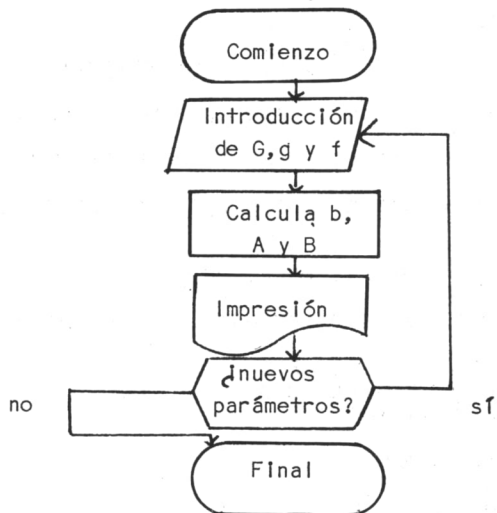 Comienzo
Introducción
de G,g y f
Calcula b,
A y B
Impresión
¿nuevos
parámetros?
no
sí
Final